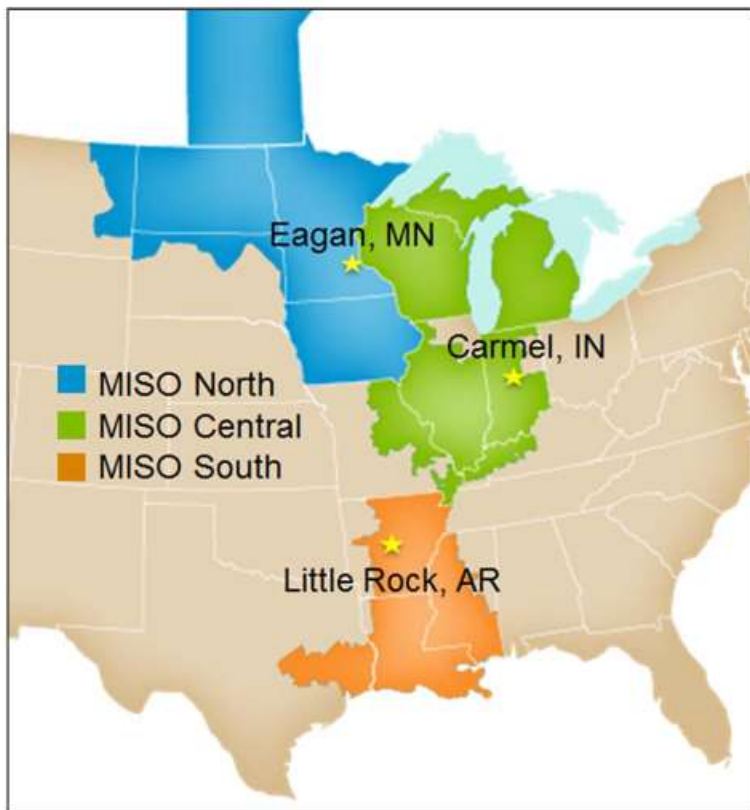 Eagan, MN
Carmel, IN
MISO North
MISO Central
MISO South
Little Rock, AR